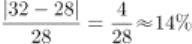 |32 − 28| / 28 = 4 / 28 ≈ 14%